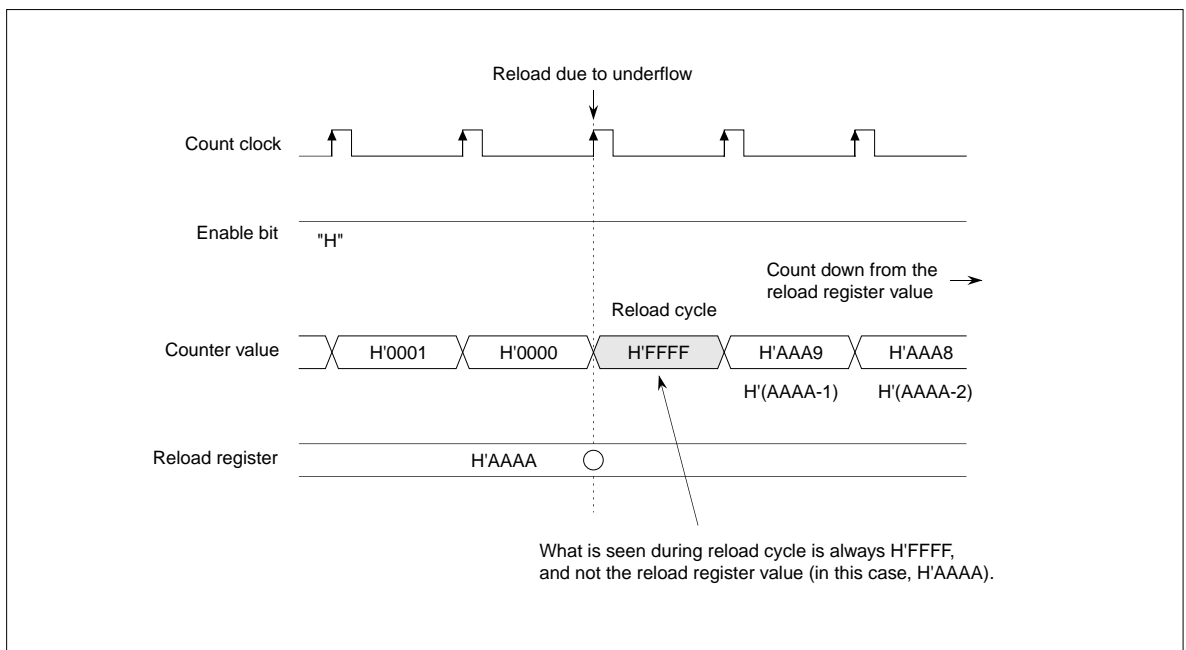 Reload due to underflow
Count clock
Enable bit
"H"
Count down from the
reload register value
Reload cycle
Counter value
H'0001
H'0000
H'FFFF
H'AAA9
H'AAA8
H'(AAAA-1)
H'(AAAA-2)
Reload register
H'AAAA
What is seen during reload cycle is always H'FFFF,
and not the reload register value (in this case, H'AAAA).